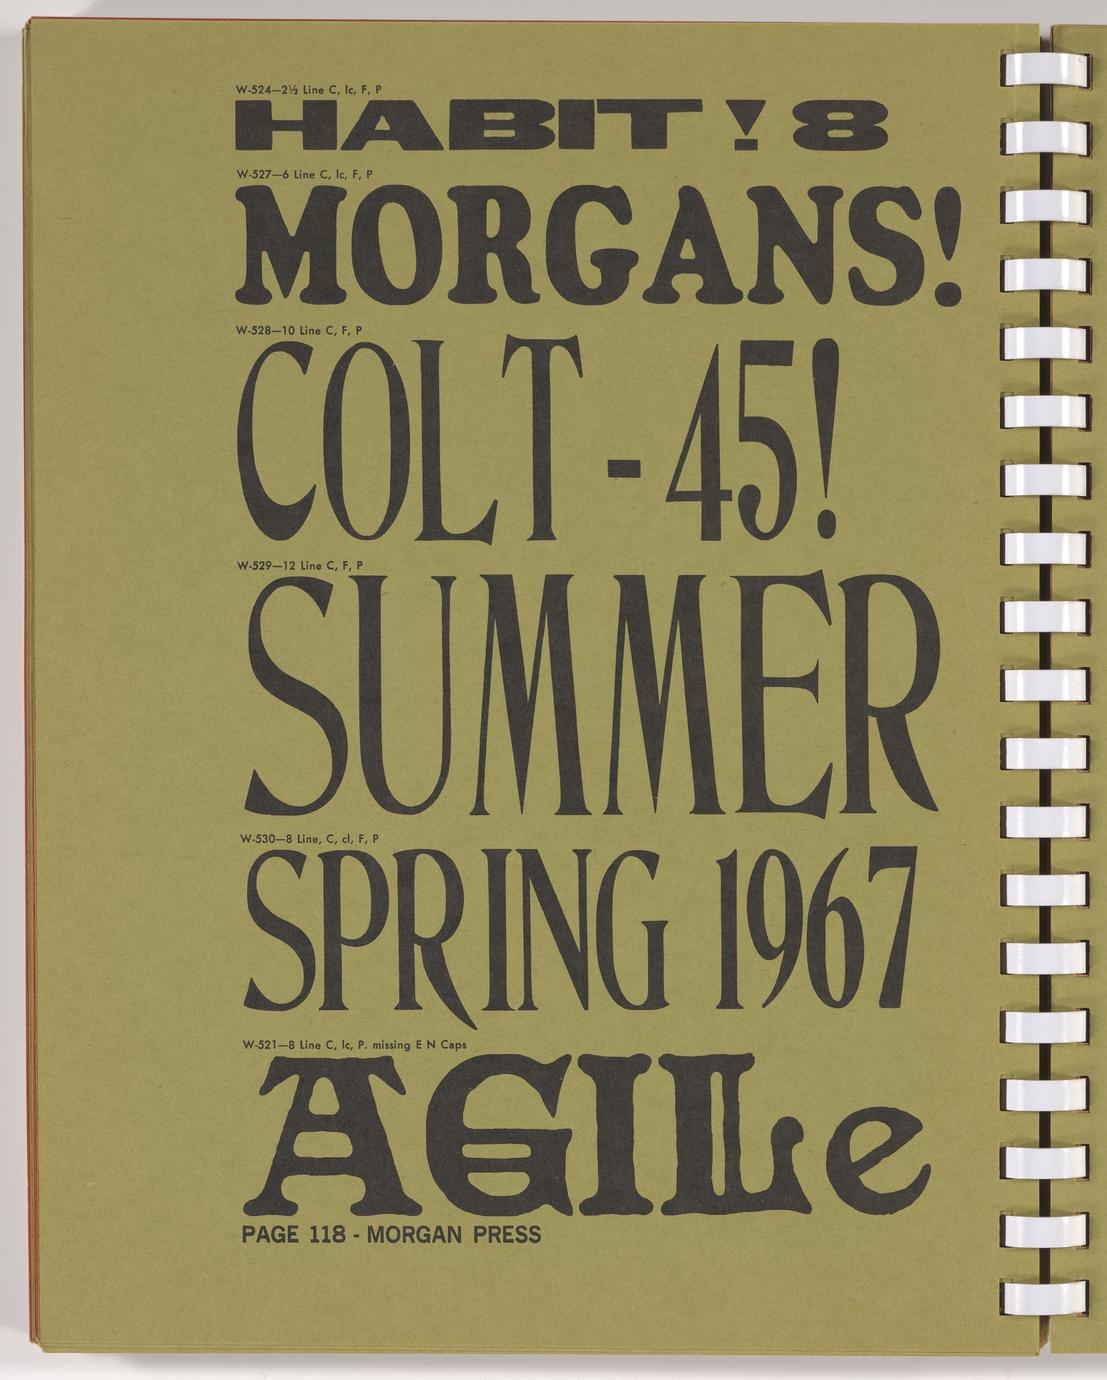 W-524—2½ Line C, lc, F, P
HABIT ! 8
W-527—6 Line C, lc, F, P
MORGANS!
W-528—10 Line C, F, P
COLT - 45!
W-529—12 Line C, F, P
SUMMER
W-530—8 Line, C, cl, F, P
SPRING 1967
W-521—8 Line C, lc, P. missing E N Caps
AGILe
PAGE 118 - MORGAN PRESS